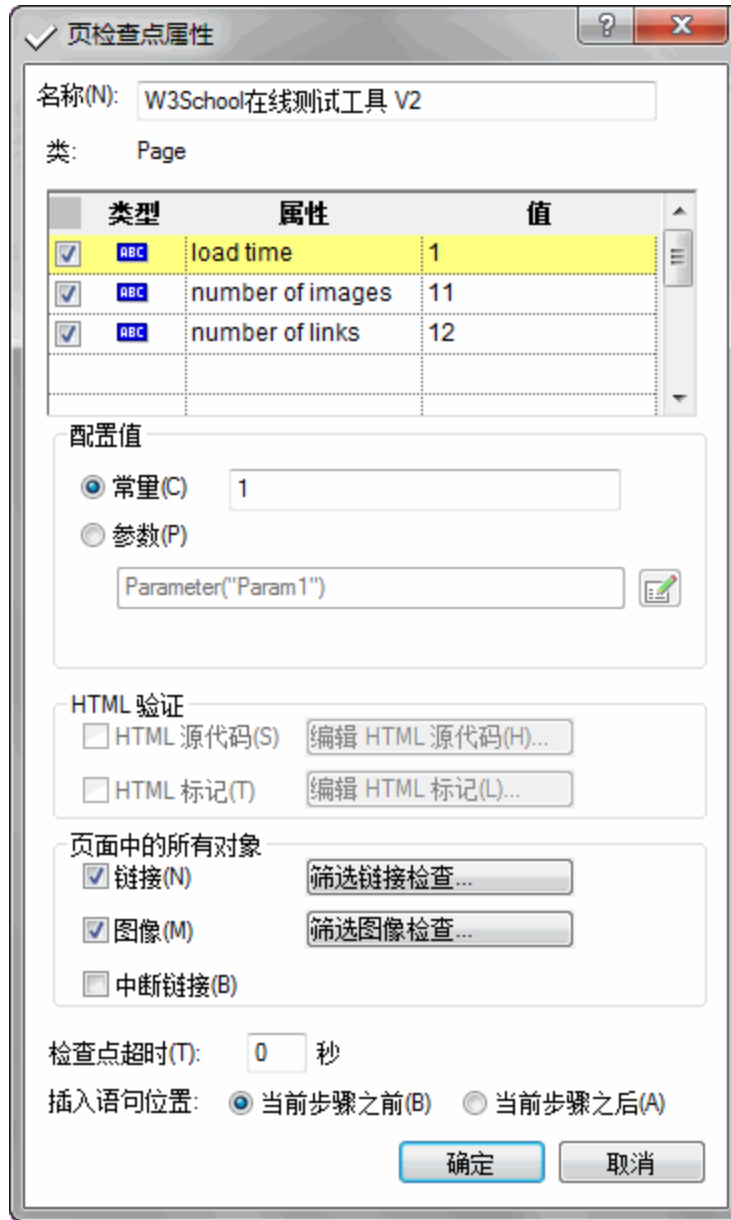 页检查点属性
名称(N): W3School在线测试工具 V2
类: Page
类型 属性 值
ABC load time 1
ABC number of images 11
ABC number of links 12
配置值
常量(C) 1
参数(P)
Parameter("Param1")
HTML 验证
HTML 源代码(S) 编辑 HTML 源代码(H)...
HTML 标记(T) 编辑 HTML 标记(L)...
页面中的所有对象
链接(N) 筛选链接检查...
图像(M) 筛选图像检查...
中断链接(B)
检查点超时(T): 0 秒
插入语句位置: 当前步骤之前(B) 当前步骤之后(A)
确定 取消